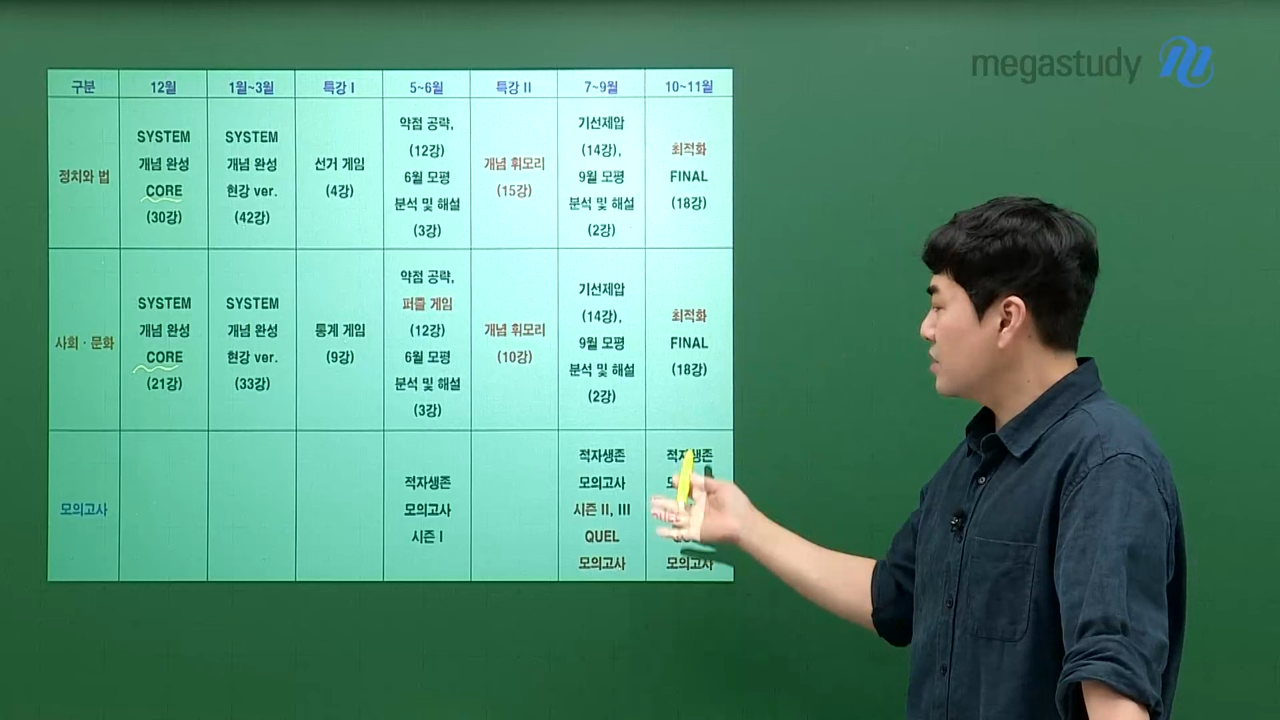 megastudy
구분 12월 1월~3월 특강 I 5~6월 특강 II 7~9월 10~11월
정치와 법
SYSTEM
개념 완성
CORE
(30강)
SYSTEM
개념 완성
현강 ver.
(42강)
선거 게임
(4강)
약점 공략,
(12강)
6월 모평
분석 및 해설
(3강)
개념 휘모리
(15강)
기선제압
(14강),
9월 모평
분석 및 해설
(2강)
최적화
FINAL
(18강)
사회 · 문화
SYSTEM
개념 완성
CORE
(21강)
SYSTEM
개념 완성
현강 ver.
(33강)
통계 게임
(9강)
약점 공략,
퍼즐 게임
(12강)
6월 모평
분석 및 해설
(3강)
개념 휘모리
(10강)
기선제압
(14강),
9월 모평
분석 및 해설
(2강)
최적화
FINAL
(18강)
모의고사
적자생존
모의고사
시즌 I
적자생존
모의고사
시즌 II, III
QUEL
모의고사
적자생존
모의고사